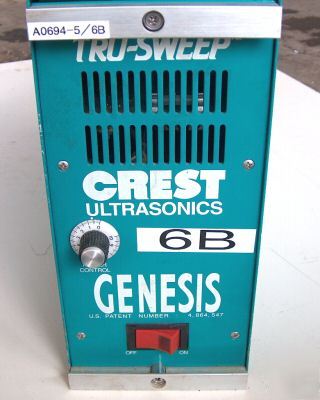 A0694-5/6B
TRU-SWEEP
CREST
ULTRASONICS
6B
CONTROL
GENESIS
U.S. PATENT NUMBER 4,864,547
OFF ON